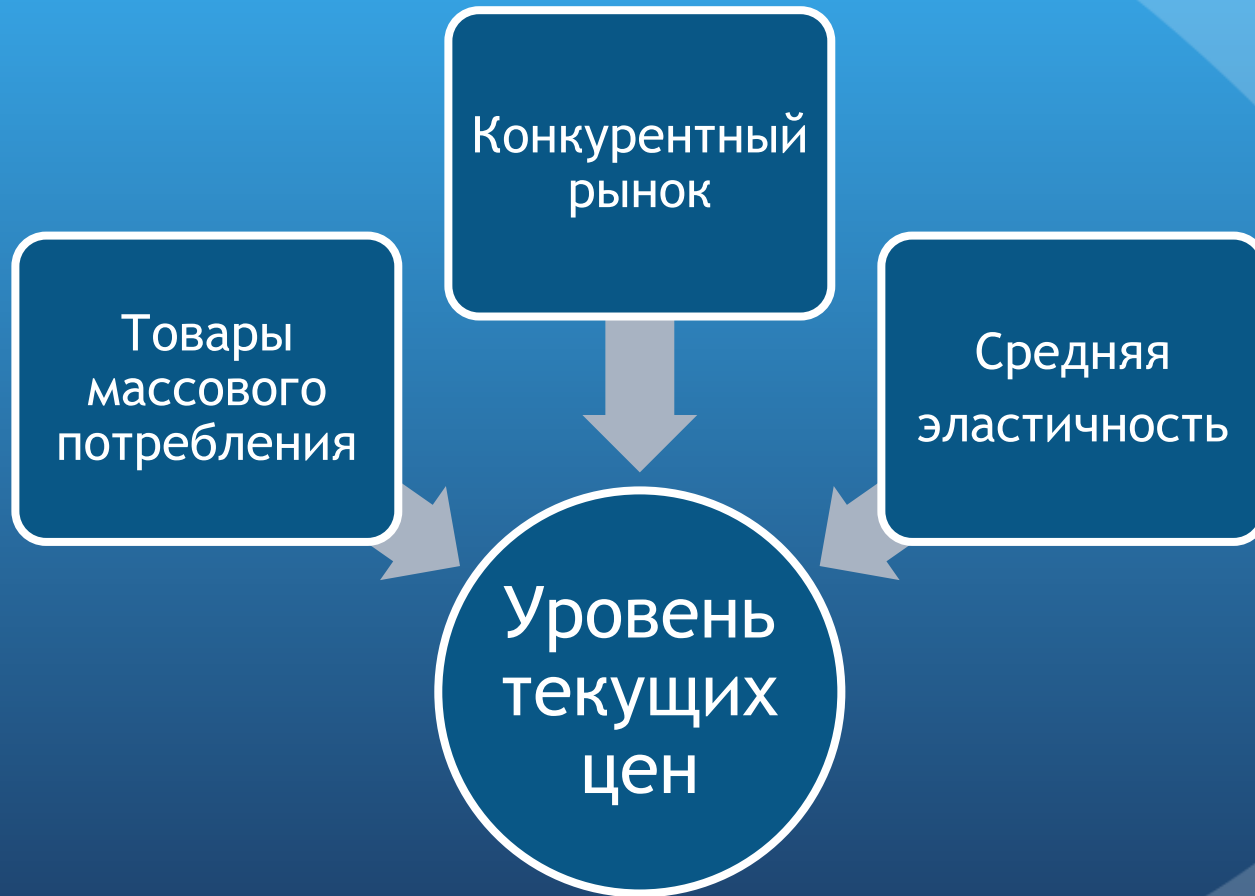 Конкурентный
рынок
Товары
массового
потребления
Средняя
эластичность
Уровень
текущих
цен